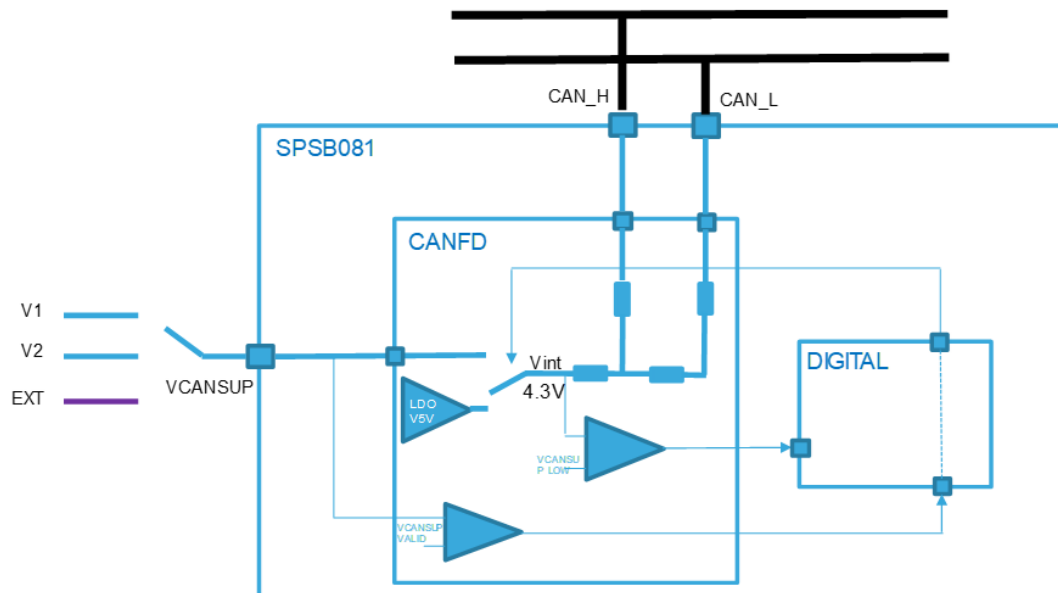 CAN_H
CAN_L
SPSB081
CANFD
V1
V2
EXT
VCANSUP
Vint
4.3V
LDO
V5V
DIGITAL
VCANSU
P LOW
VCANSUP
VALID